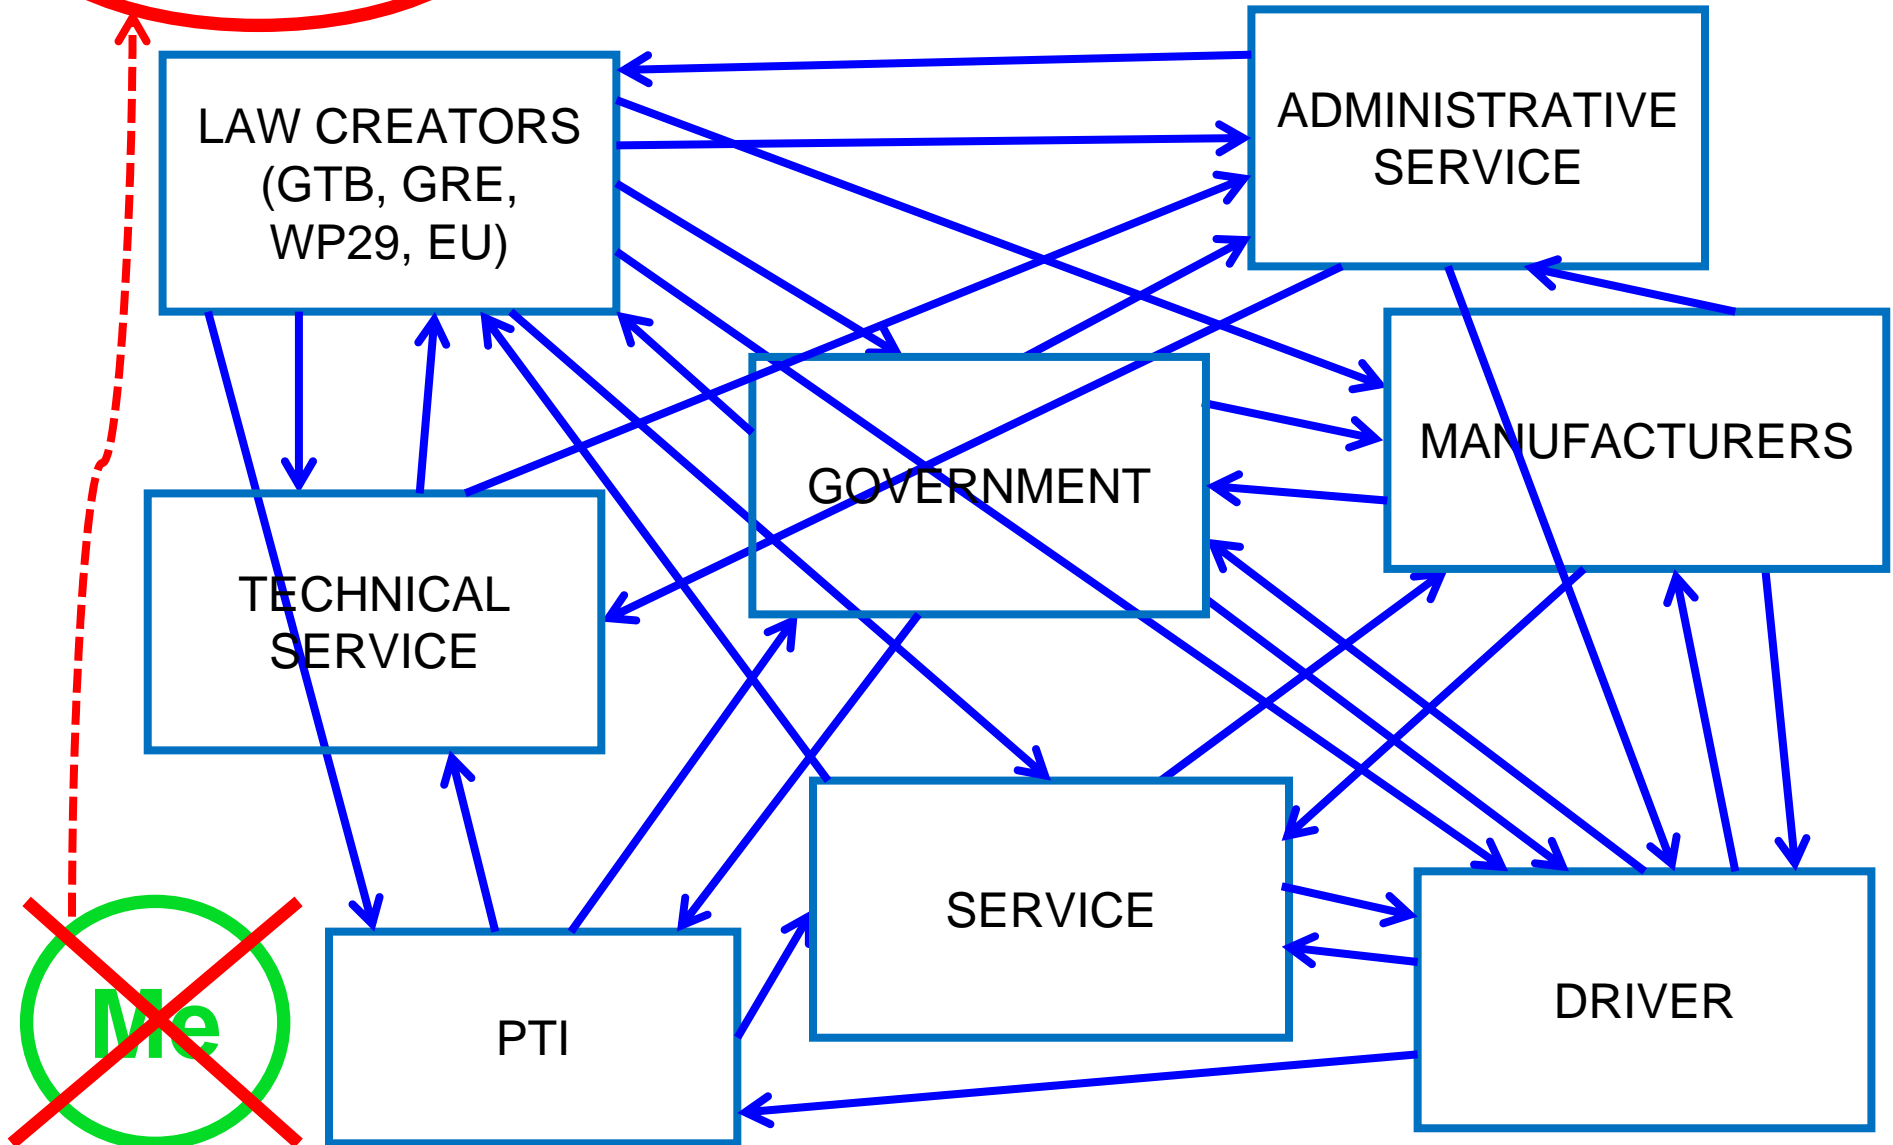 LAW CREATORS
(GTB, GRE,
WP29, EU)
ADMINISTRATIVE
SERVICE
MANUFACTURERS
GOVERNMENT
TECHNICAL
SERVICE
SERVICE
DRIVER
PTI
Me